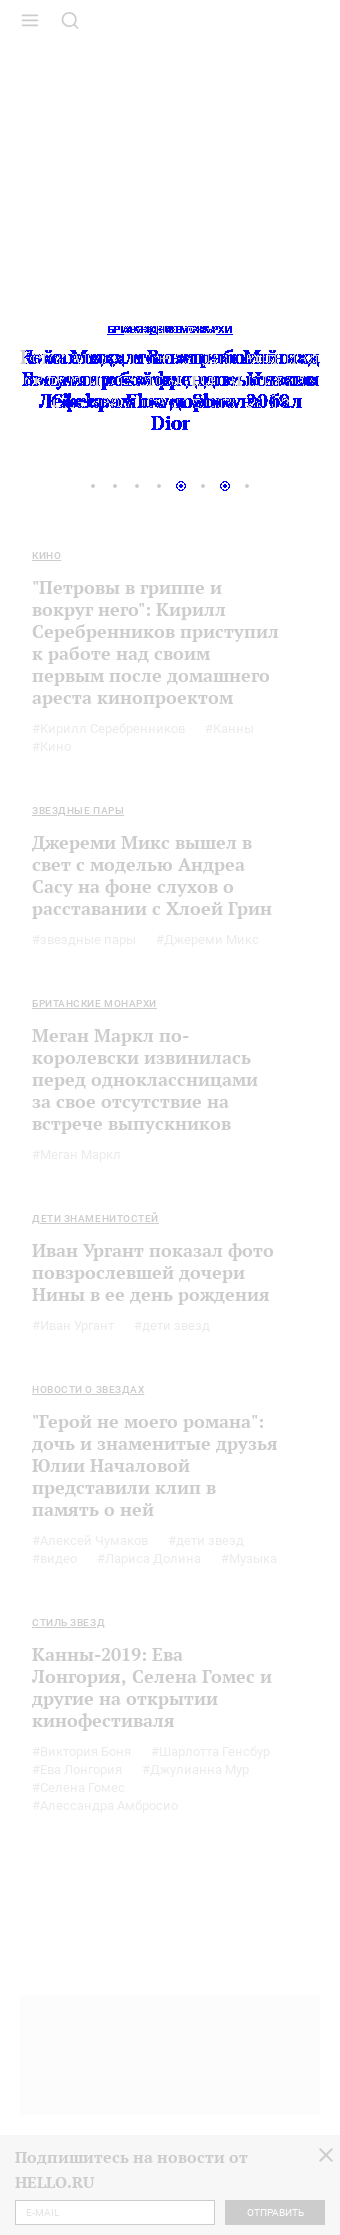 Dior
КИНО
"Петровы в гриппе и
вокруг него": Кирилл
Серебренников приступил
к работе над своим
первым после домашнего
ареста кинопроектом
#Кирилл Серебренников #Канны
#Кино
ЗВЕЗДНЫЕ ПАРЫ
Джереми Микс вышел в
свет с моделью Андреа
Сасу на фоне слухов о
расставании с Хлоей Грин
#звездные пары #Джереми Микс
БРИТАНСКИЕ МОНАРХИ
Меган Маркл по-
королевски извинилась
перед одноклассницами
за свое отсутствие на
встрече выпускников
#Меган Маркл
ДЕТИ ЗНАМЕНИТОСТЕЙ
Иван Ургант показал фото
повзрослевшей дочери
Нины в ее день рождения
#Иван Ургант #дети звезд
НОВОСТИ О ЗВЕЗДАХ
"Герой не моего романа":
дочь и знаменитые друзья
Юлии Началовой
представили клип в
память о ней
#Алексей Чумаков #дети звезд
#видео #Лариса Долина #Музыка
СТИЛЬ ЗВЕЗД
Канны-2019: Ева
Лонгория, Селена Гомес и
другие на открытии
кинофестиваля
#Виктория Боня #Шарлотта Генсбур
#Ева Лонгория #Джулианна Мур
#Селена Гомес
#Алессандра Амбросио
Подпишитесь на новости от
HELLO.RU
E-MAIL ОТПРАВИТЬ